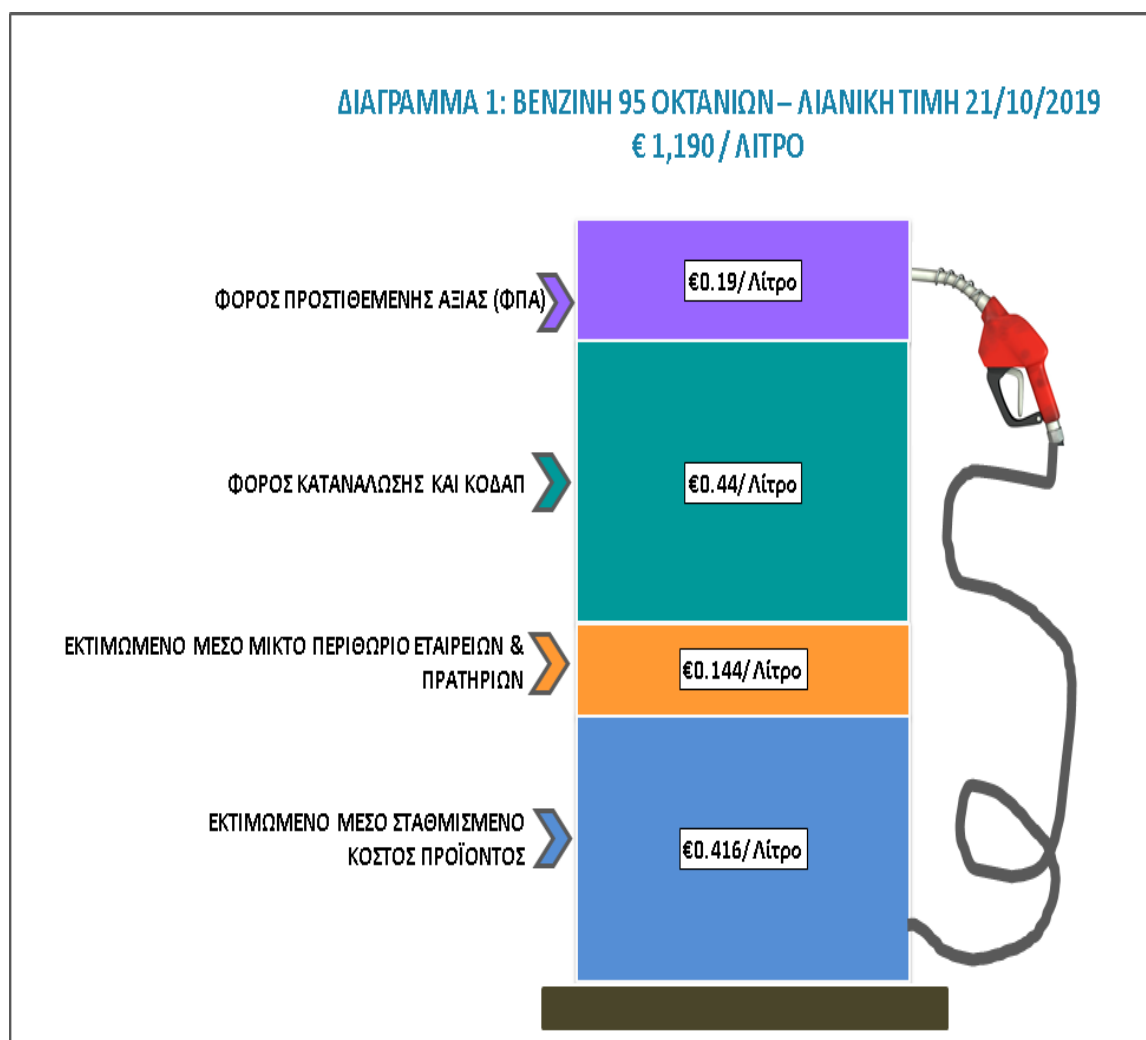 ΔΙΑΓΡΑΜΜΑ 1: ΒΕΝΖΙΝΗ 95 ΟΚΤΑΝΙΩΝ – ΛΙΑΝΙΚΗ ΤΙΜΗ 21/10/2019
€ 1,190 / ΛΙΤΡΟ
€0.19/ Λίτρο
ΦΟΡΟΣ ΠΡΟΣΤΙΘΕΜΕΝΗΣ ΑΞΙΑΣ (ΦΠΑ)
ΦΟΡΟΣ ΚΑΤΑΝΑΛΩΣΗΣ ΚΑΙ ΚΟΔΑΠ
€0.44/ Λίτρο
ΕΚΤΙΜΩΜΕΝΟ ΜΕΣΟ ΜΙΚΤΟ ΠΕΡΙΘΩΡΙΟ ΕΤΑΙΡΕΙΩΝ &
ΠΡΑΤΗΡΙΩΝ
€0.144/ Λίτρο
ΕΚΤΙΜΩΜΕΝΟ ΜΕΣΟ ΣΤΑΘΜΙΣΜΕΝΟ
ΚΟΣΤΟΣ ΠΡΟΪΟΝΤΟΣ
€0.416/ Λίτρο